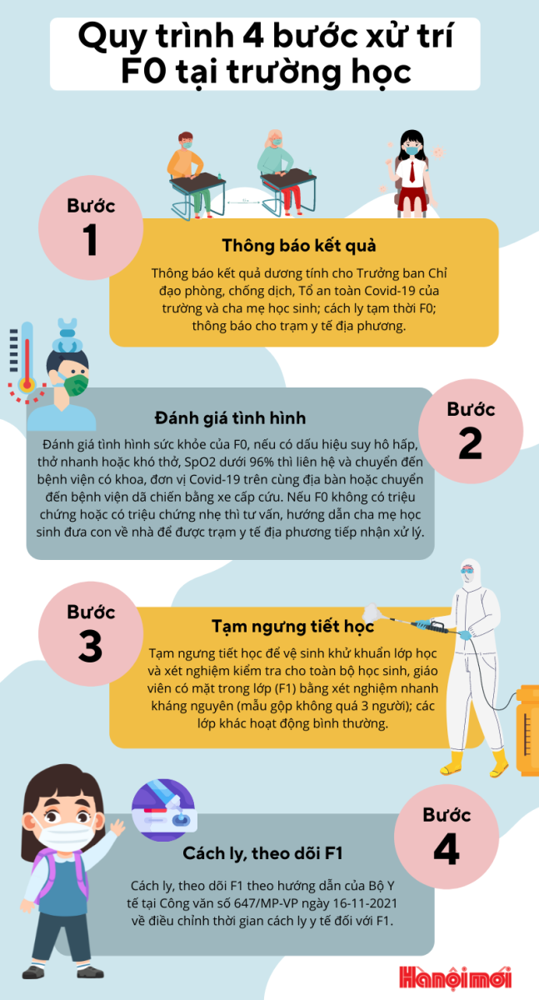 Quy trình 4 bước xử trí
F0 tại trường học
Bước
1
Thông báo kết quả
Thông báo kết quả dương tính cho Trưởng ban Chỉ
đạo phòng, chống dịch, Tổ an toàn Covid-19 của
trường và cha mẹ học sinh; cách ly tạm thời F0;
thông báo cho trạm y tế địa phương.
Bước
2
Đánh giá tình hình
Đánh giá tình hình sức khỏe của F0, nếu có dấu hiệu suy hô hấp,
thở nhanh hoặc khó thở, SpO2 dưới 96% thì liên hệ và chuyển đến
bệnh viện có khoa, đơn vị Covid-19 trên cùng địa bàn hoặc chuyển
đến bệnh viện dã chiến bằng xe cấp cứu. Nếu F0 không có triệu
chứng hoặc có triệu chứng nhẹ thì tư vấn, hướng dẫn cha mẹ học
sinh đưa con về nhà để được trạm y tế địa phương tiếp nhận xử lý.
Bước
3
Tạm ngưng tiết học
Tạm ngưng tiết học để vệ sinh khử khuẩn lớp học
và xét nghiệm kiểm tra cho toàn bộ học sinh, giáo
viên có mặt trong lớp (F1) bằng xét nghiệm nhanh
kháng nguyên (mẫu gộp không quá 3 người); các
lớp khác hoạt động bình thường.
Bước
4
Cách ly, theo dõi F1
Cách ly, theo dõi F1 theo hướng dẫn của Bộ Y
tế tại Công văn số 647/MP-VP ngày 16-11-2021
về điều chỉnh thời gian cách ly y tế đối với F1.
Hànộimới